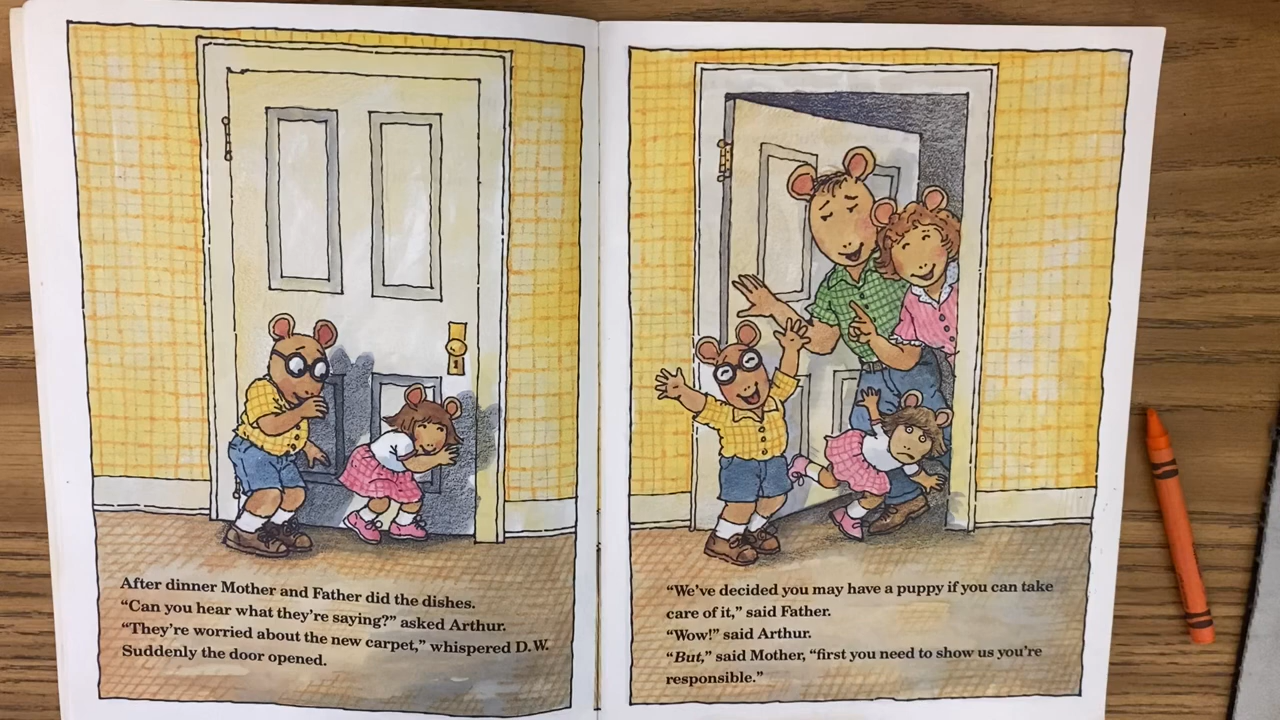 After dinner Mother and Father did the dishes.
“Can you hear what they’re saying?” asked Arthur.
“They’re worried about the new carpet,” whispered D.W.
Suddenly the door opened.
“We’ve decided you may have a puppy if you can take
care of it,” said Father.
“Wow!” said Arthur.
“But,” said Mother, “first you need to show us you’re
responsible.”